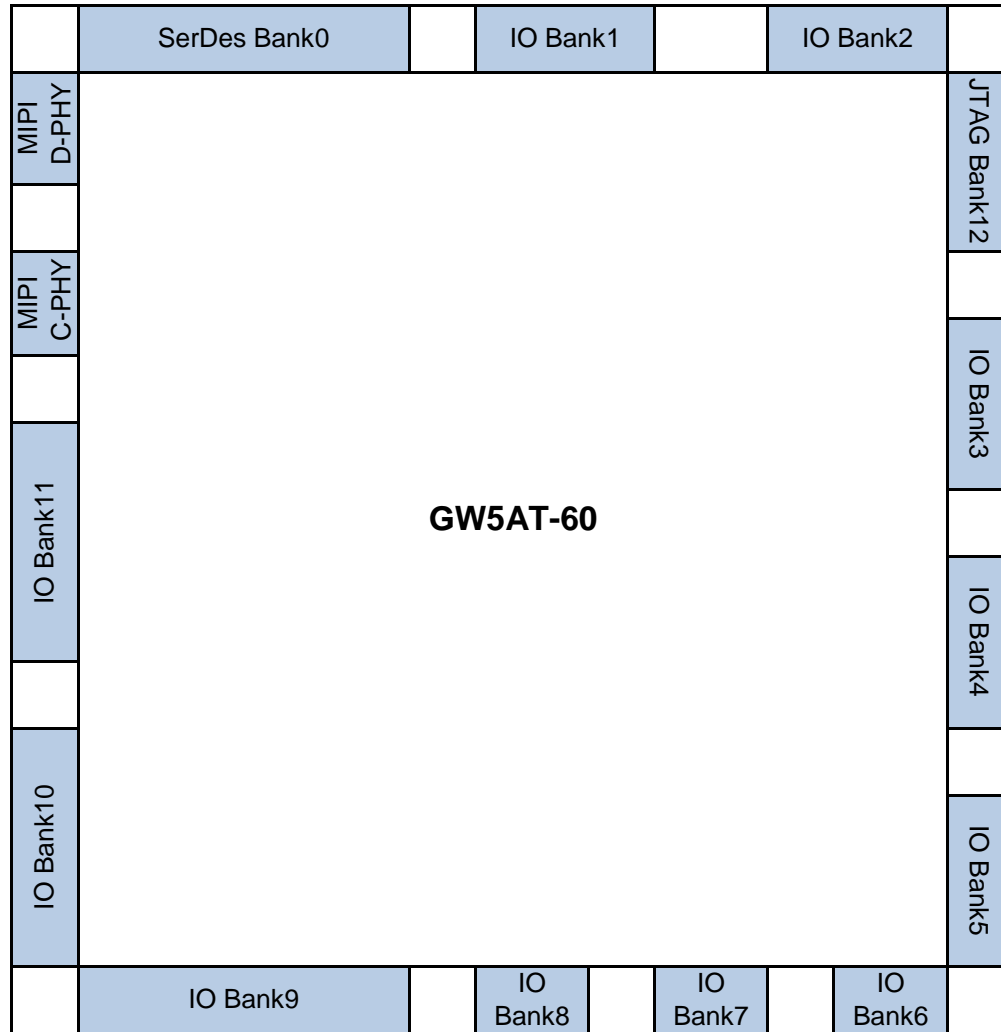 SerDes Bank0
IO Bank1
IO Bank2
MIPI
D-PHY
JTAG Bank12
MIPI
C-PHY
IO Bank3
IO Bank11
GW5AT-60
IO Bank4
IO Bank10
IO Bank5
IO Bank9
IO
Bank8
IO
Bank7
IO
Bank6